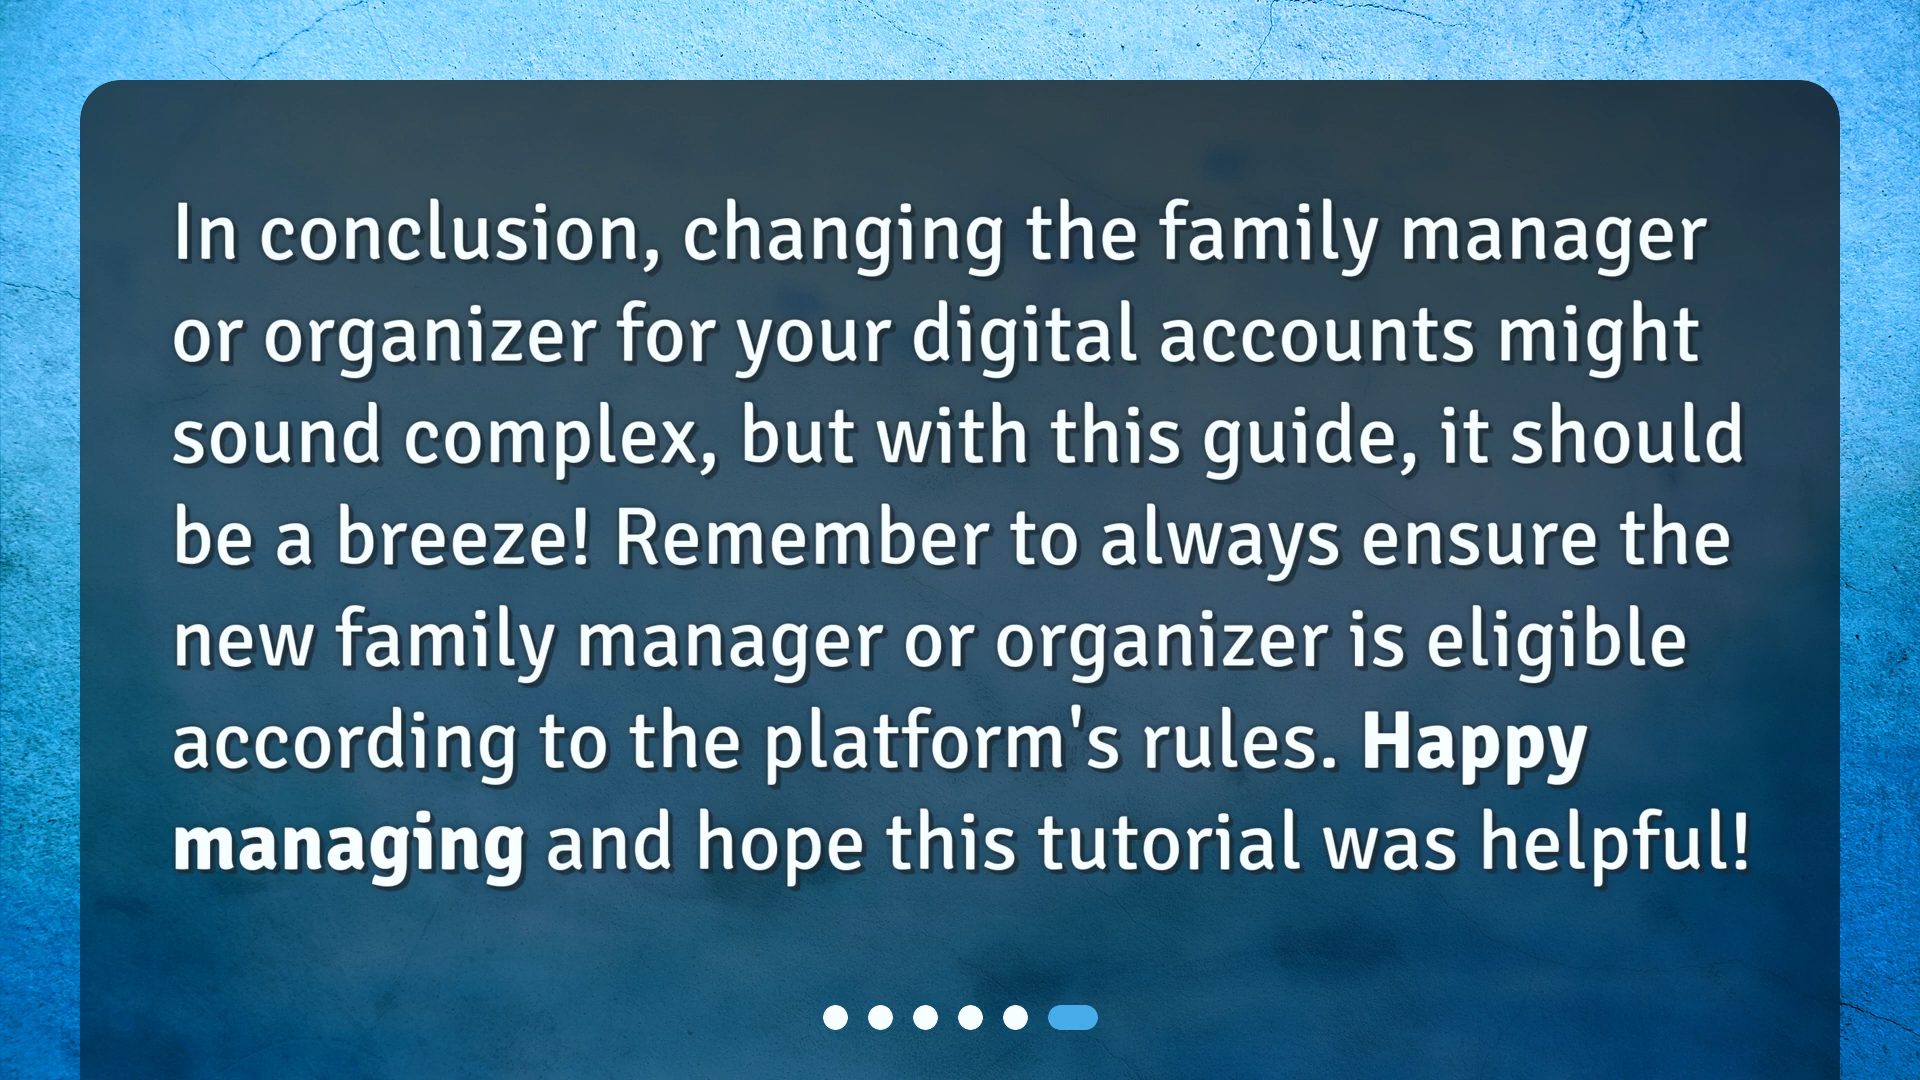 In conclusion, changing the family manager
or organizer for your digital accounts might
sound complex, but with this guide, it should
be a breeze! Remember to always ensure the
new family manager or organizer is eligible
according to the platform's rules. Happy
managing and hope this tutorial was helpful!